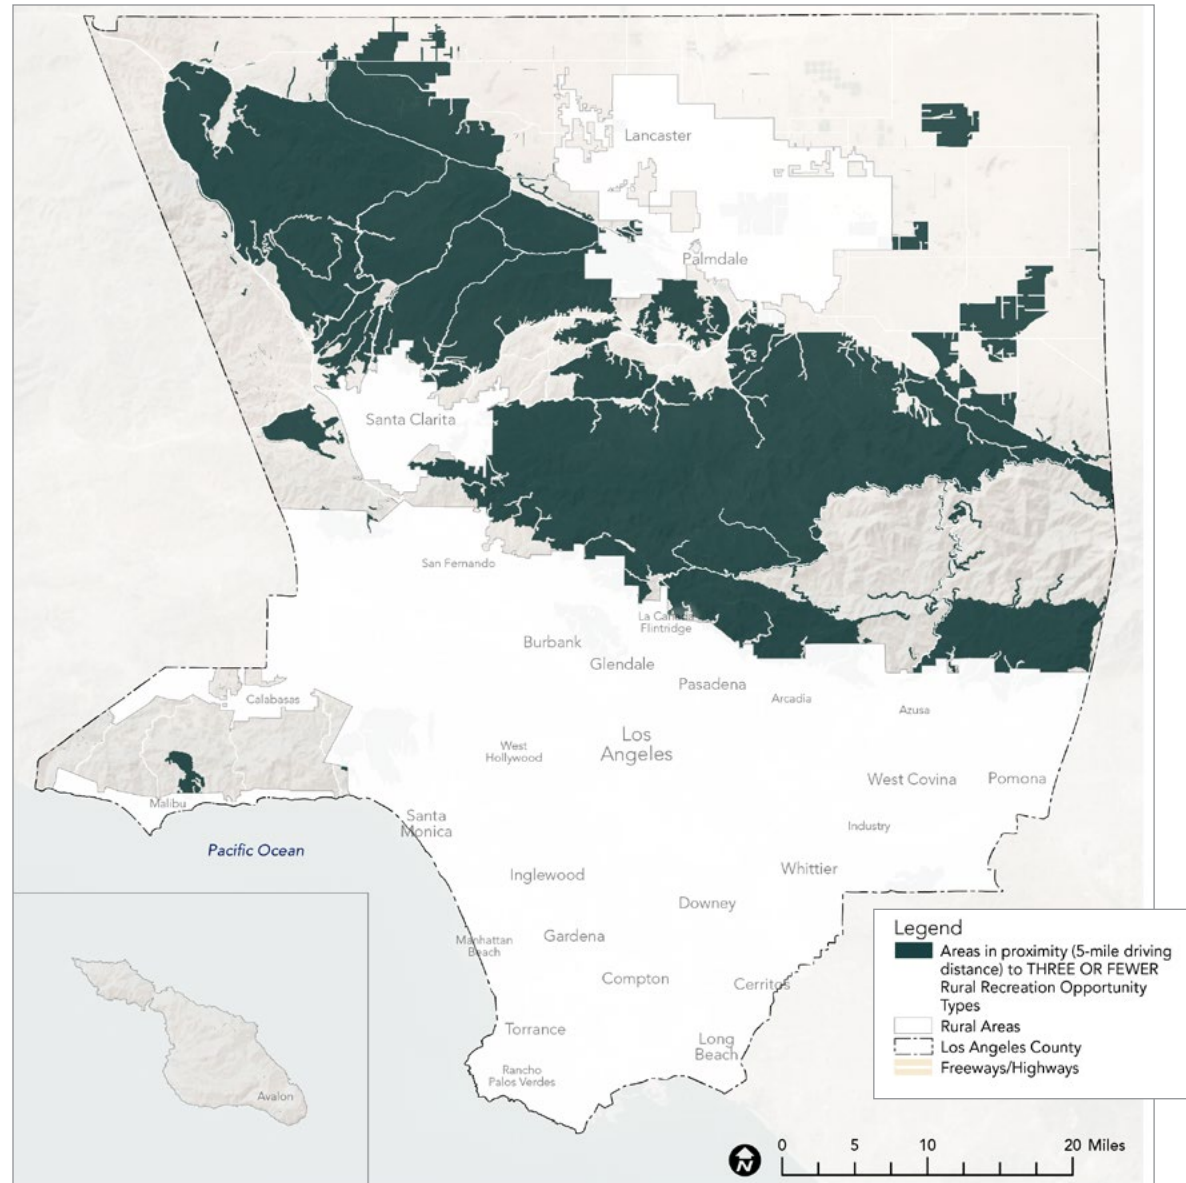 Lancaster
Palmdale
Santa Clarita
San Fernando
La Cañada
Flintridge
Burbank
Glendale
Pasadena
Arcadia
Azusa
Calabasas
Los
Angeles
West
Hollywood
West Covina
Pomona
Malibu
Santa
Monica
Industry
Pacific Ocean
Whittier
Inglewood
Downey
Gardena
Manhattan
Beach
Compton
Cerritos
Torrance
Long
Beach
Rancho
Palos Verdes
Avalon
Legend
Areas in proximity (5-mile driving
distance) to THREE OR FEWER
Rural Recreation Opportunity
Types
Rural Areas
Los Angeles County
Freeways/Highways
N
0 5 10 20 Miles